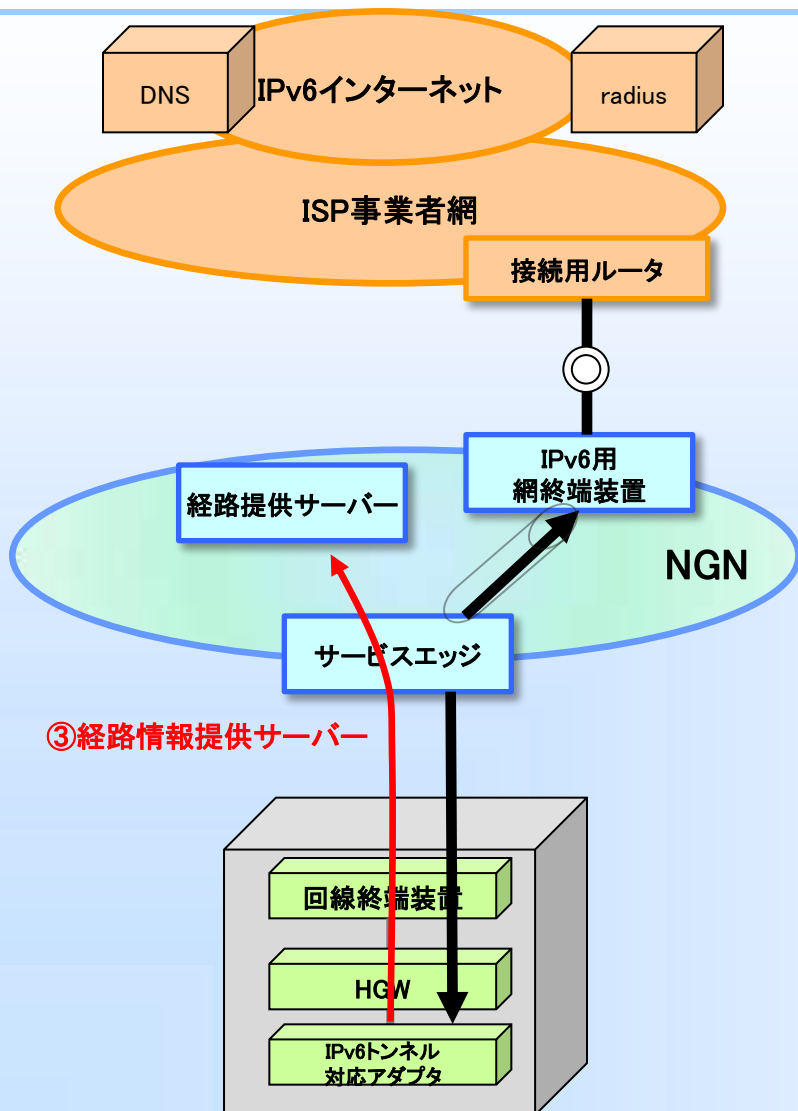 DNS
IPv6インターネット
radius
ISP事業者網
接続用ルータ
IPv6用
網終端装置
経路提供サーバー
NGN
サービスエッジ
③経路情報提供サーバー
回線終端装置
HGW
IPv6トンネル
対応アダプタ